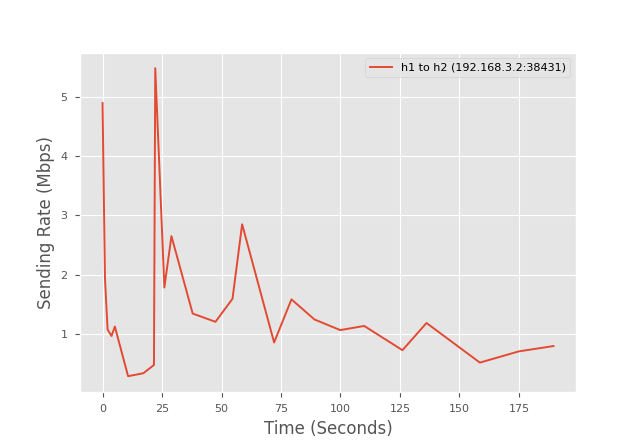 h1 to h2 (192.168.3.2:38431)
5
4
3
2
1
Sending Rate (Mbps)
0 25 50 75 100 125 150 175
Time (Seconds)